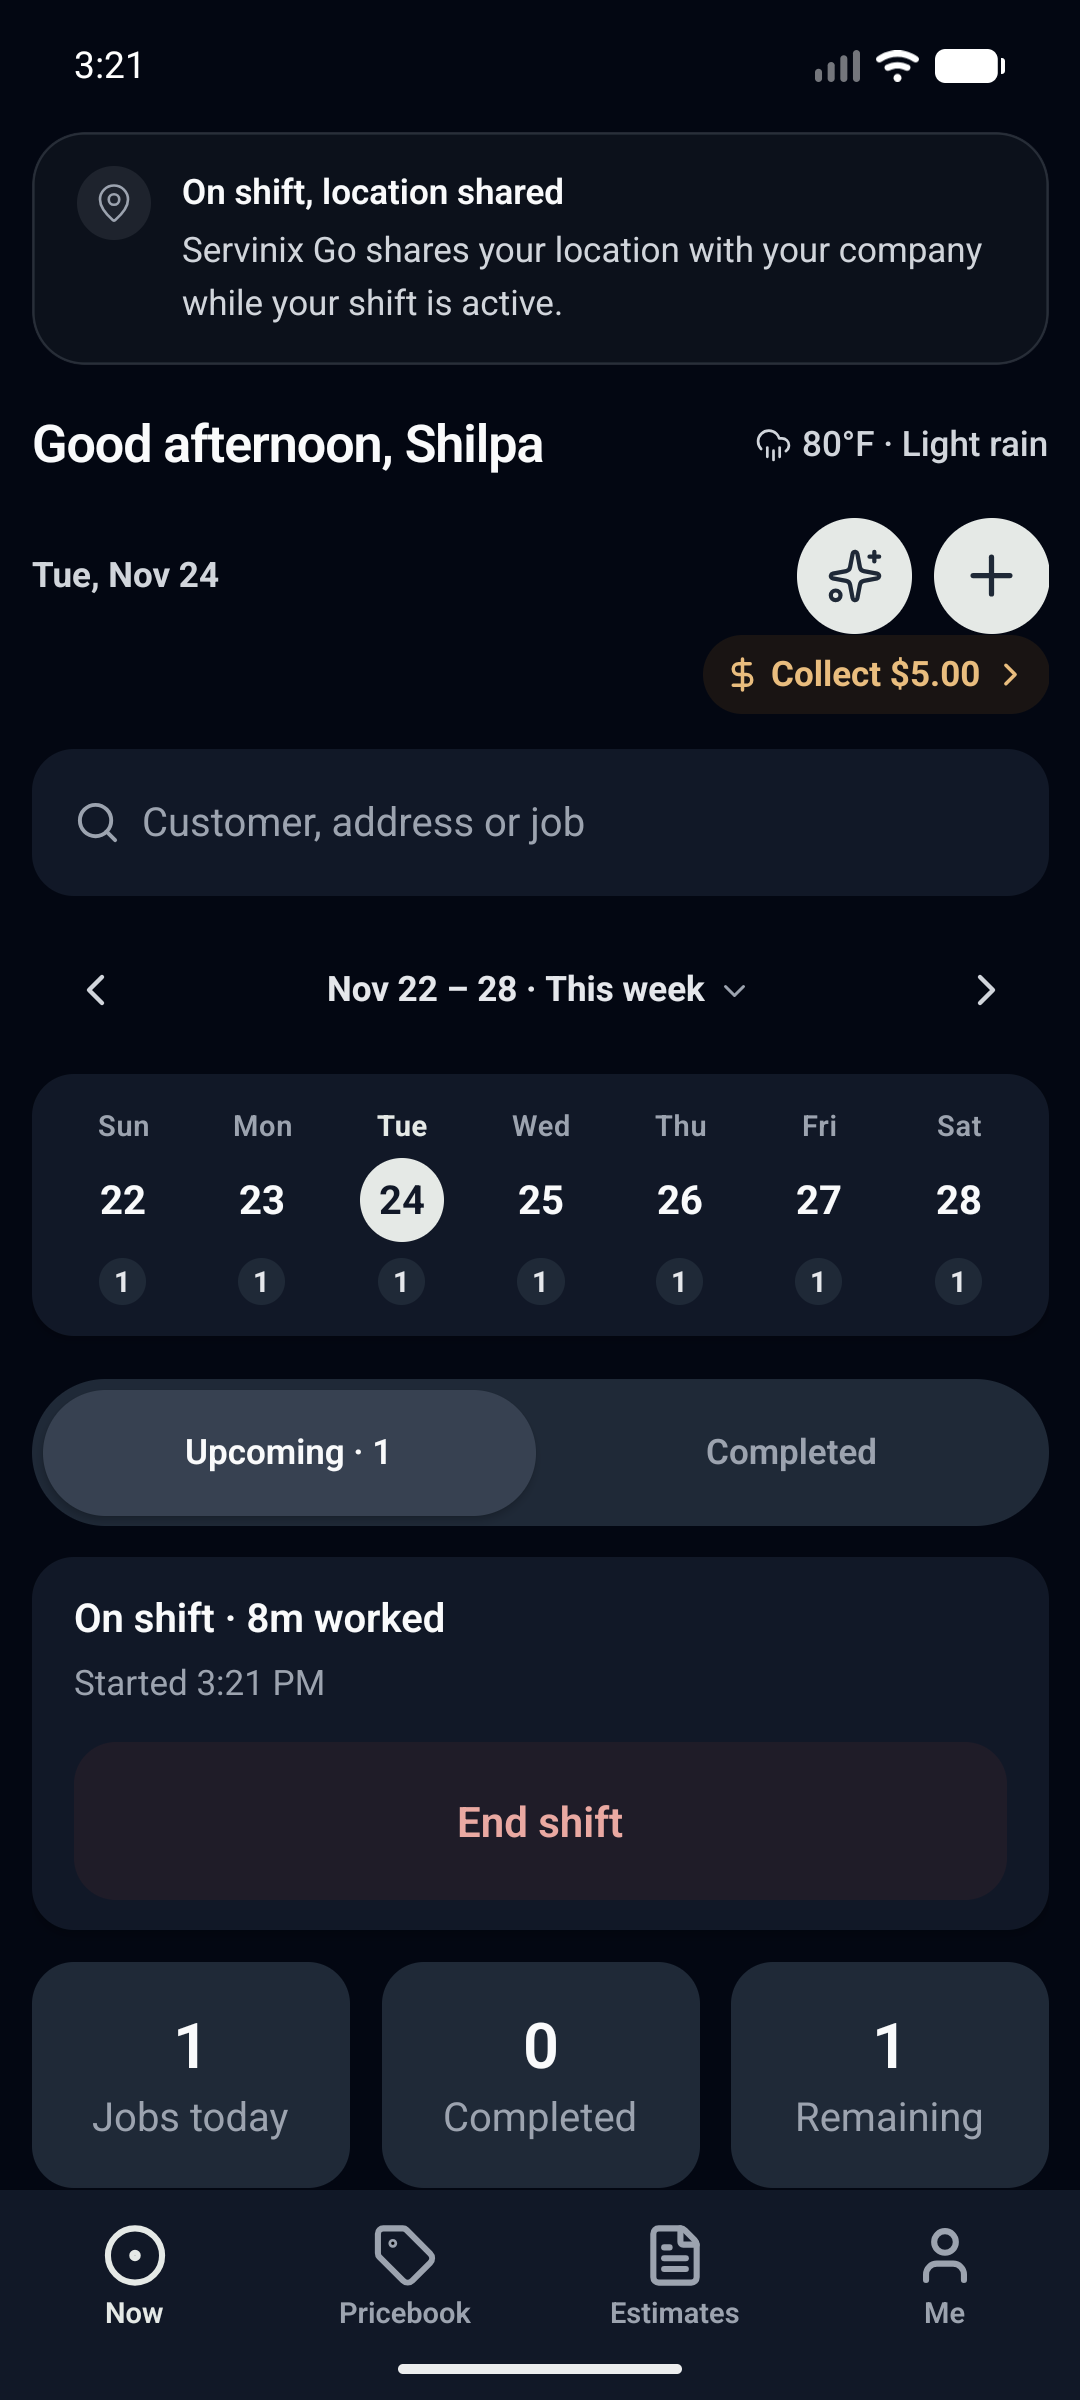 3:21
On shift, location shared
Servinix Go shares your location with your company
while your shift is active.
Good afternoon, Shilpa
80°F · Light rain
Tue, Nov 24
Collect $5.00
Customer, address or job
Nov 22 – 28 · This week
Sun Mon Tue Wed Thu Fri Sat
22 23 24 25 26 27 28
1 1 1 1 1 1 1
Upcoming · 1
Completed
On shift · 8m worked
Started 3:21 PM
End shift
1 0 1
Jobs today Completed Remaining
Now Pricebook Estimates Me